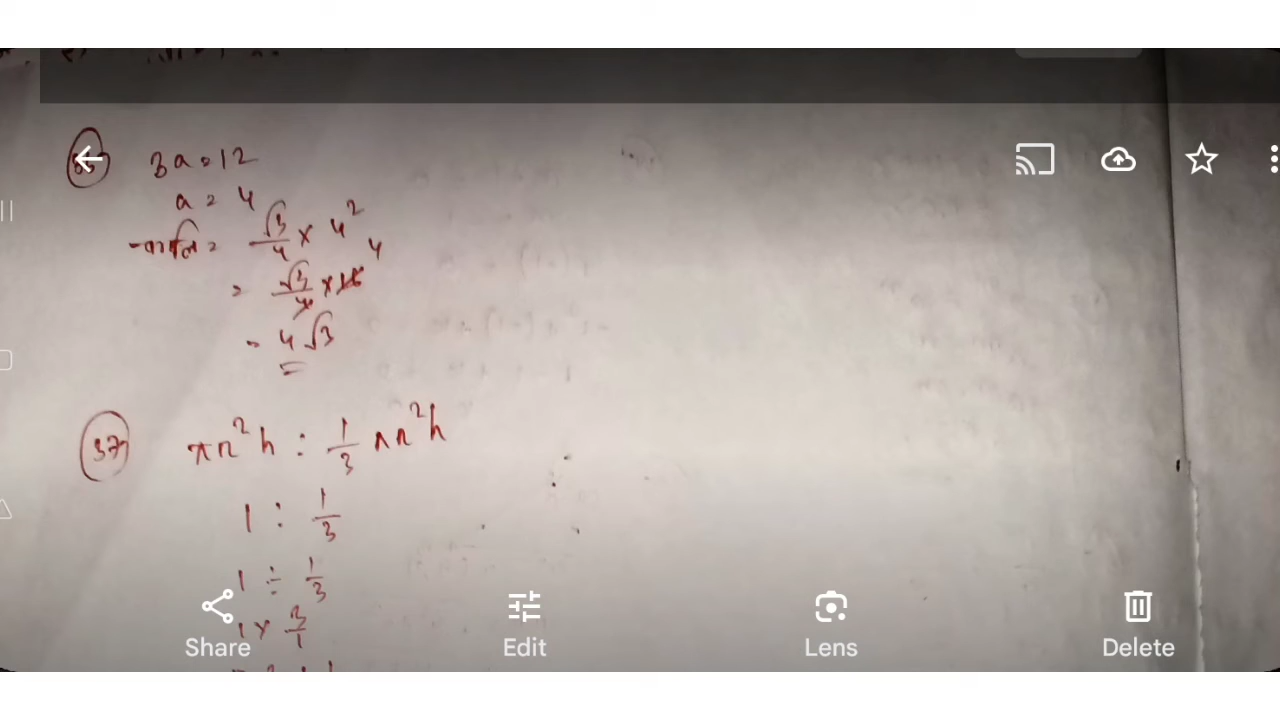 3a = 12
a = 4
= √3/4 × 4²
4
= √3/4 × 16
= 4√3
37 πr²h : 1/3 πr²h
1 : 1/3
1 ÷ 1/3
1 × 3/1
Share Edit Lens Delete